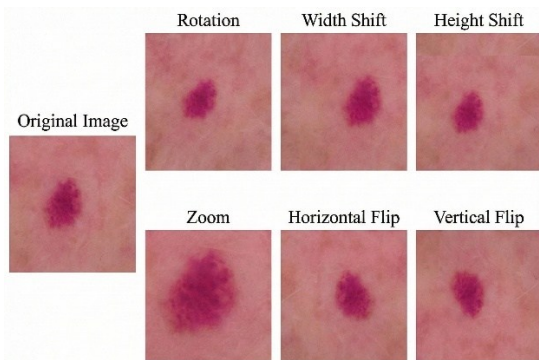 Rotation
Width Shift
Height Shift
Original Image
Zoom
Horizontal Flip
Vertical Flip